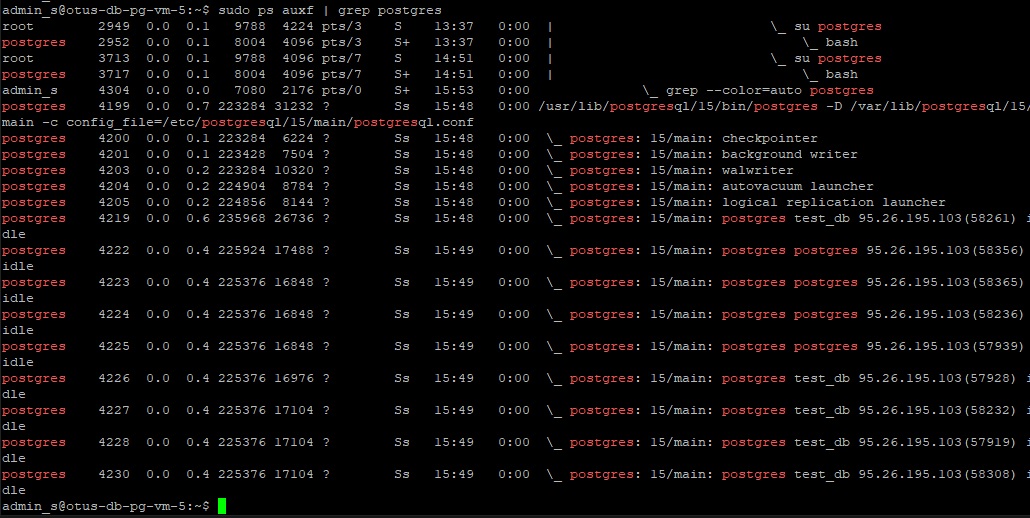 admin_s@otus-db-pg-vm-5:~$ sudo ps auxf | grep postgres
root 2949 0.0 0.1 9788 4224 pts/3 S 13:37 0:00 | \_ su postgres
postgres 2952 0.0 0.1 8004 4096 pts/3 S+ 13:37 0:00 | \_ bash
root 3713 0.0 0.1 9788 4096 pts/7 S 14:51 0:00 | \_ su postgres
postgres 3717 0.0 0.1 8004 4096 pts/7 S+ 14:51 0:00 | \_ bash
admin_s 4304 0.0 0.0 7080 2176 pts/0 S+ 15:53 0:00 \_ grep --color=auto postgres
postgres 4199 0.0 0.7 223284 31232 ? Ss 15:48 0:00 /usr/lib/postgresql/15/bin/postgres -D /var/lib/postgresql/15/
main -c config_file=/etc/postgresql/15/main/postgresql.conf
postgres 4200 0.0 0.1 223284 6224 ? Ss 15:48 0:00 \_ postgres: 15/main: checkpointer
postgres 4201 0.0 0.1 223428 7504 ? Ss 15:48 0:00 \_ postgres: 15/main: background writer
postgres 4203 0.0 0.2 223284 10320 ? Ss 15:48 0:00 \_ postgres: 15/main: walwriter
postgres 4204 0.0 0.2 224904 8784 ? Ss 15:48 0:00 \_ postgres: 15/main: autovacuum launcher
postgres 4205 0.0 0.2 224856 8144 ? Ss 15:48 0:00 \_ postgres: 15/main: logical replication launcher
postgres 4219 0.0 0.6 235968 26736 ? Ss 15:48 0:00 \_ postgres: 15/main: postgres test_db 95.26.195.103(58261) i
dle
postgres 4222 0.0 0.4 225924 17488 ? Ss 15:49 0:00 \_ postgres: 15/main: postgres postgres 95.26.195.103(58356)
idle
postgres 4223 0.0 0.4 225376 16848 ? Ss 15:49 0:00 \_ postgres: 15/main: postgres postgres 95.26.195.103(58365)
idle
postgres 4224 0.0 0.4 225376 16848 ? Ss 15:49 0:00 \_ postgres: 15/main: postgres postgres 95.26.195.103(58236)
idle
postgres 4225 0.0 0.4 225376 16848 ? Ss 15:49 0:00 \_ postgres: 15/main: postgres postgres 95.26.195.103(57939)
idle
postgres 4226 0.0 0.4 225376 16976 ? Ss 15:49 0:00 \_ postgres: 15/main: postgres test_db 95.26.195.103(57928) i
dle
postgres 4227 0.0 0.4 225376 17104 ? Ss 15:49 0:00 \_ postgres: 15/main: postgres test_db 95.26.195.103(58232) i
dle
postgres 4228 0.0 0.4 225376 17104 ? Ss 15:49 0:00 \_ postgres: 15/main: postgres test_db 95.26.195.103(57919) i
dle
postgres 4230 0.0 0.4 225376 17104 ? Ss 15:49 0:00 \_ postgres: 15/main: postgres test_db 95.26.195.103(58308) i
dle
admin_s@otus-db-pg-vm-5:~$